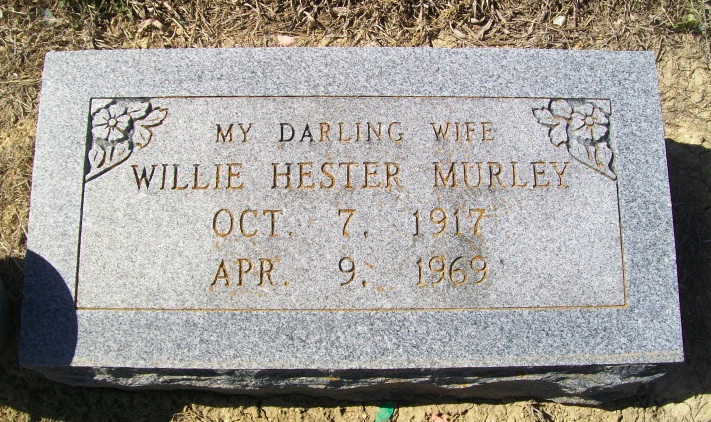 MY DARLING WIFE
WILLIE HESTER MURLEY
OCT. 7, 1917
APR. 9, 1969